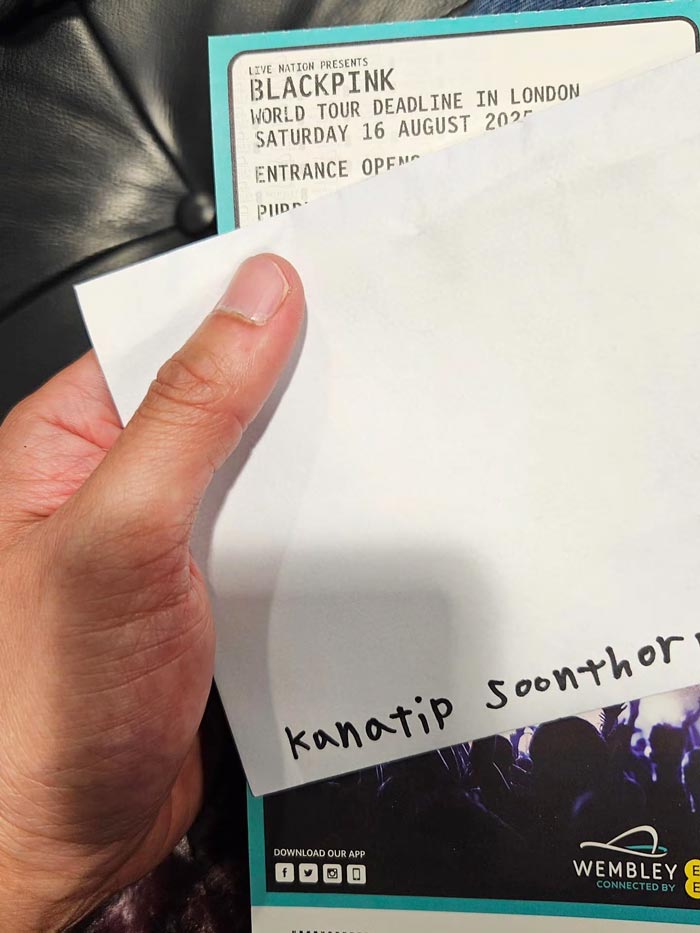 LIVE NATION PRESENTS
BLACKPINK
WORLD TOUR DEADLINE IN LONDON
SATURDAY 16 AUGUST 2025
ENTRANCE OPENS
Kanatip Soonthor
DOWNLOAD OUR APP
WEMBLEY
CONNECTED BY
E
E